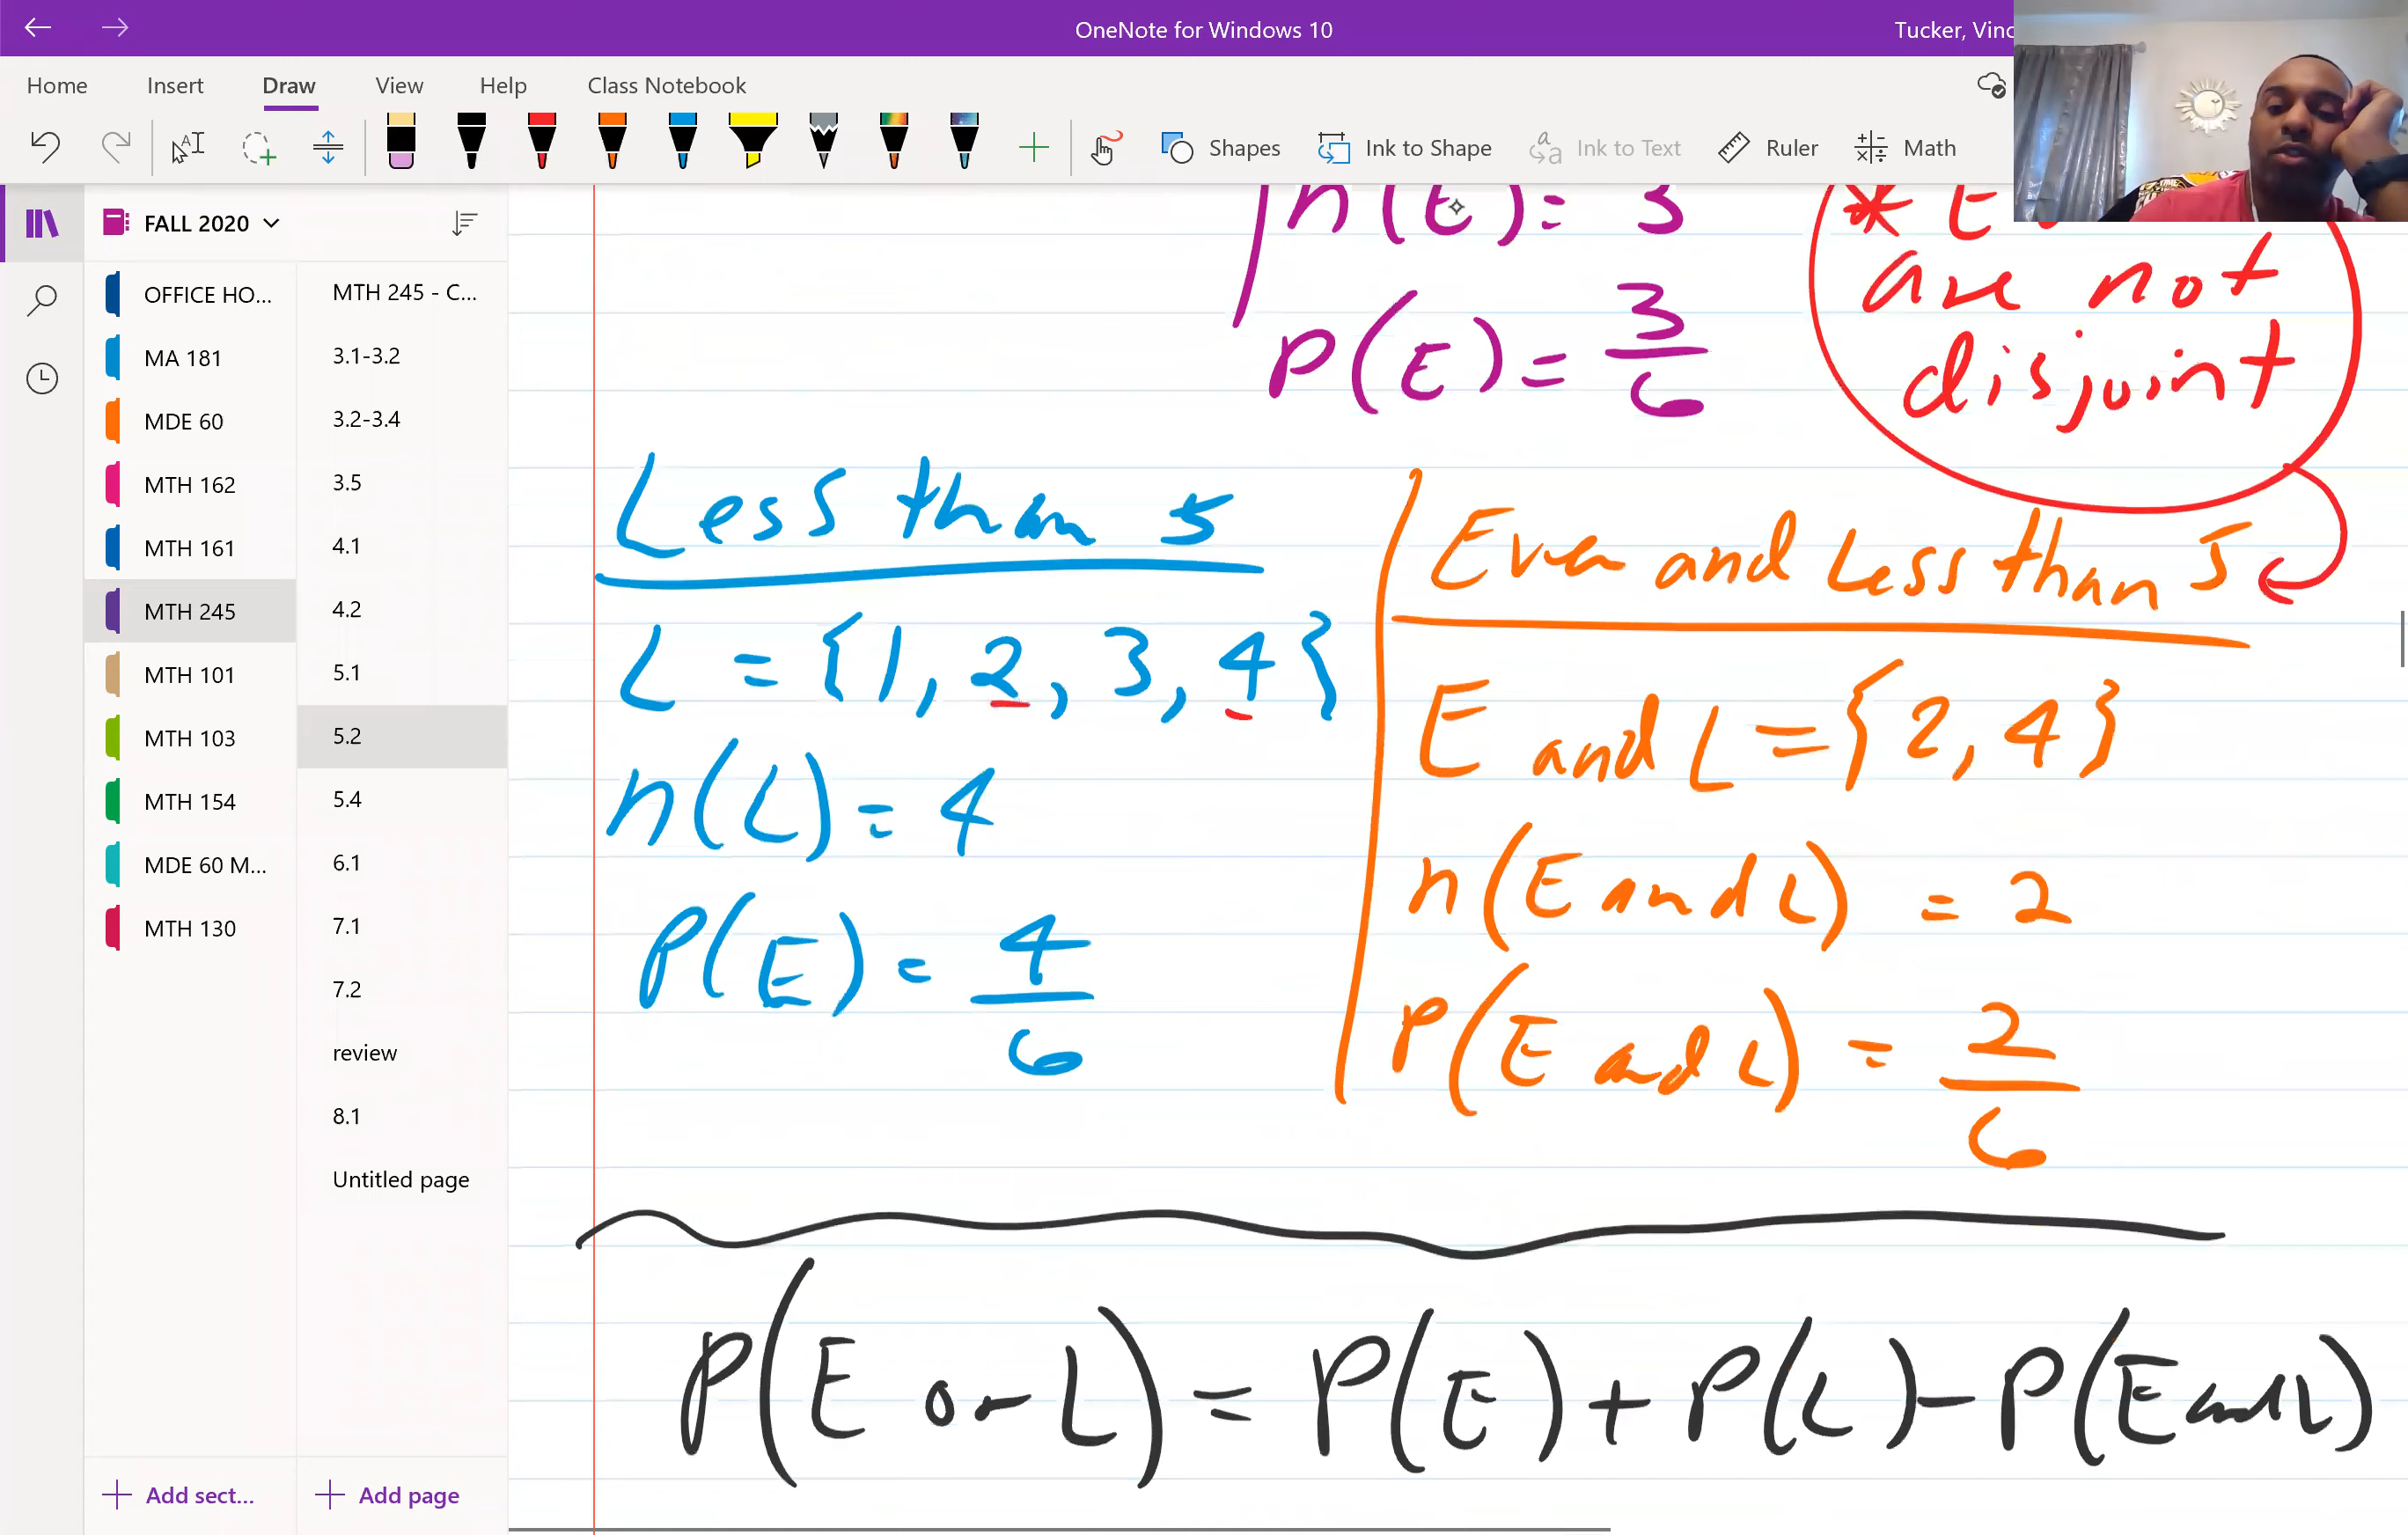 OneNote for Windows 10
Tucker, Vinc
Home Insert Draw View Help Class Notebook
Shapes Ink to Shape Ink to Text Ruler Math
FALL 2020
OFFICE HO...
MA 181
MDE 60
MTH 162
MTH 161
MTH 245
MTH 101
MTH 103
MTH 154
MDE 60 M...
MTH 130
Add sect...
MTH 245 - C...
3.1-3.2
3.2-3.4
3.5
4.1
4.2
5.1
5.2
5.4
6.1
7.1
7.2
review
8.1
Untitled page
Add page
n(E) = 3
P(E) = 3/6
* E
are not
disjoint
Less than 5
L = {1, 2, 3, 4}
n(L) = 4
P(E) = 4/6
Even and Less than 5
E and L = {2, 4}
n(E and L) = 2
P(E and L) = 2/6
P(E or L) = P(E) + P(L) - P(E and L)